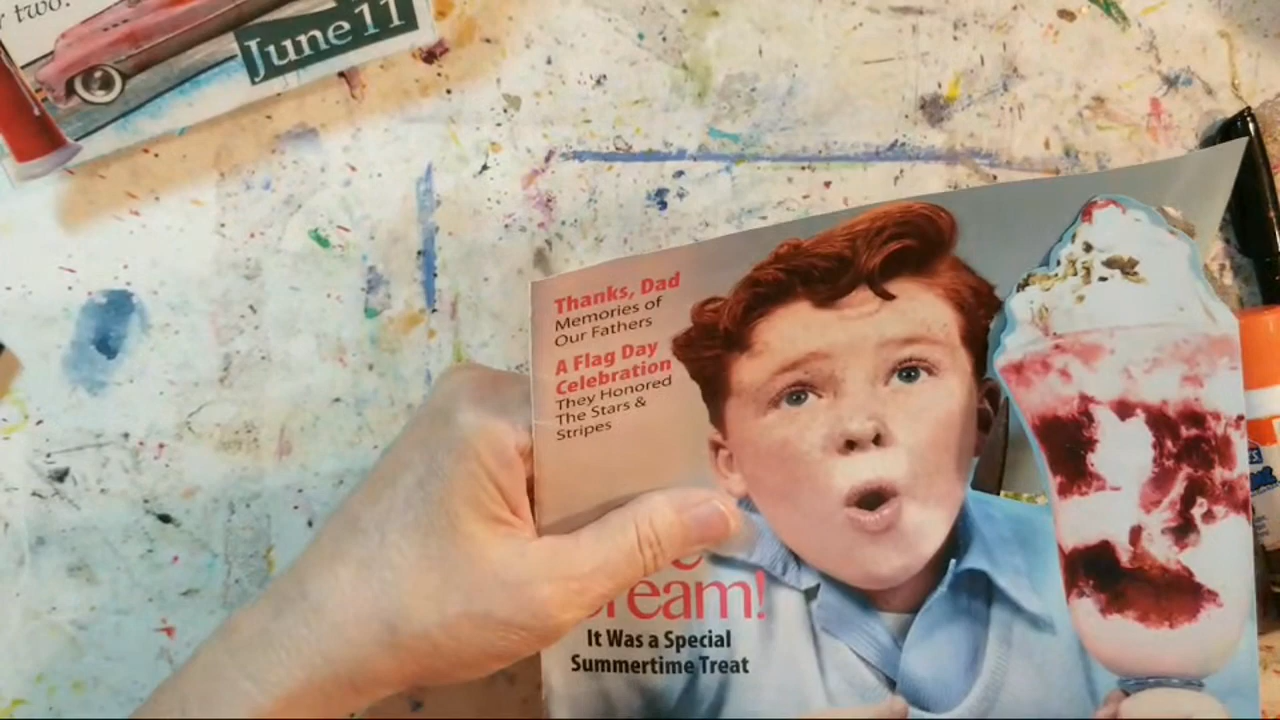 r two.
June 11
Thanks, Dad
Memories of
Our Fathers
A Flag Day
Celebration
They Honored
The Stars &
Stripes
ream!
It Was a Special
Summertime Treat